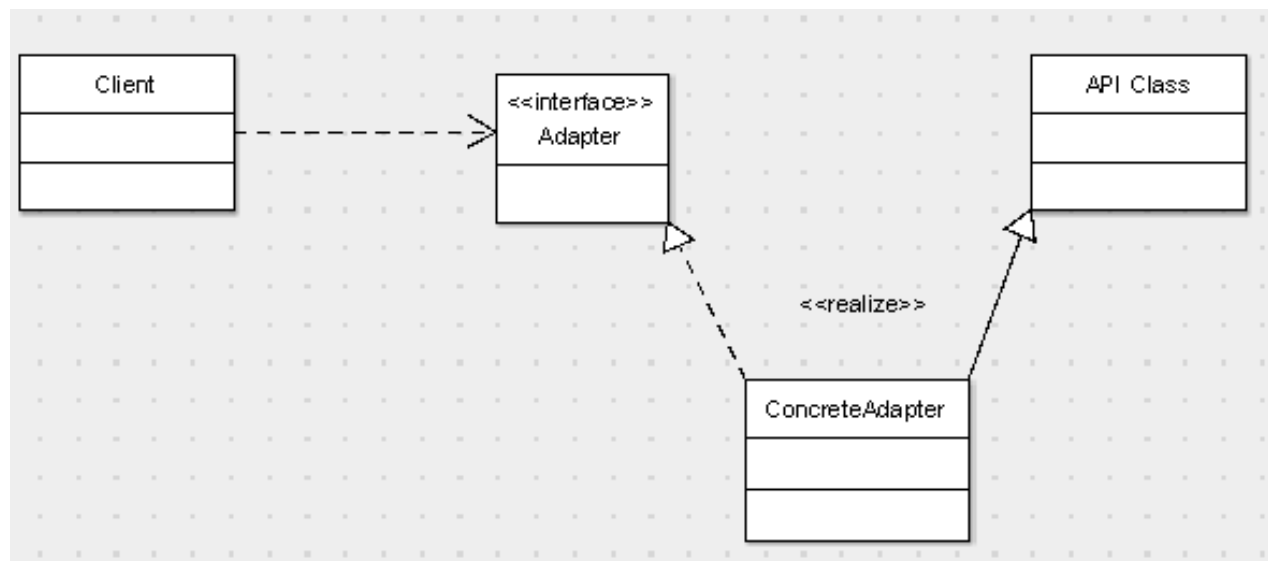 Client
<<interface>>
Adapter
API Class
<<realize>>
ConcreteAdapter